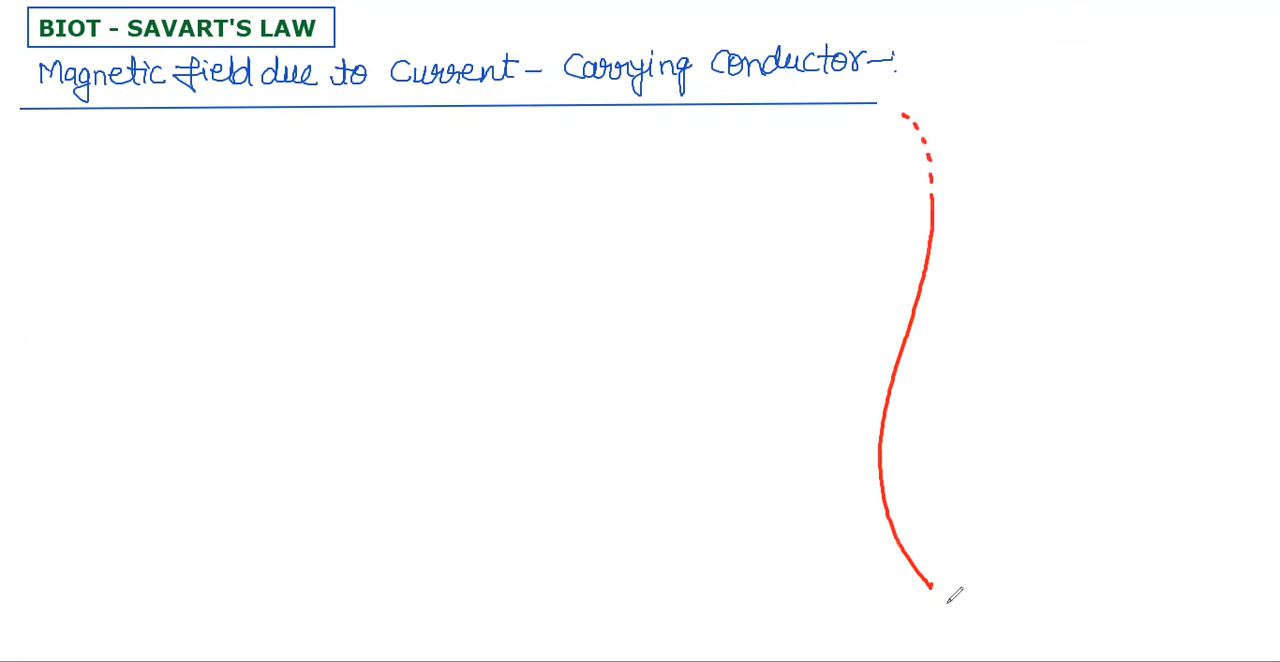 BIOT - SAVART'S LAW
Magnetic field due to Current - Carrying Conductor -: